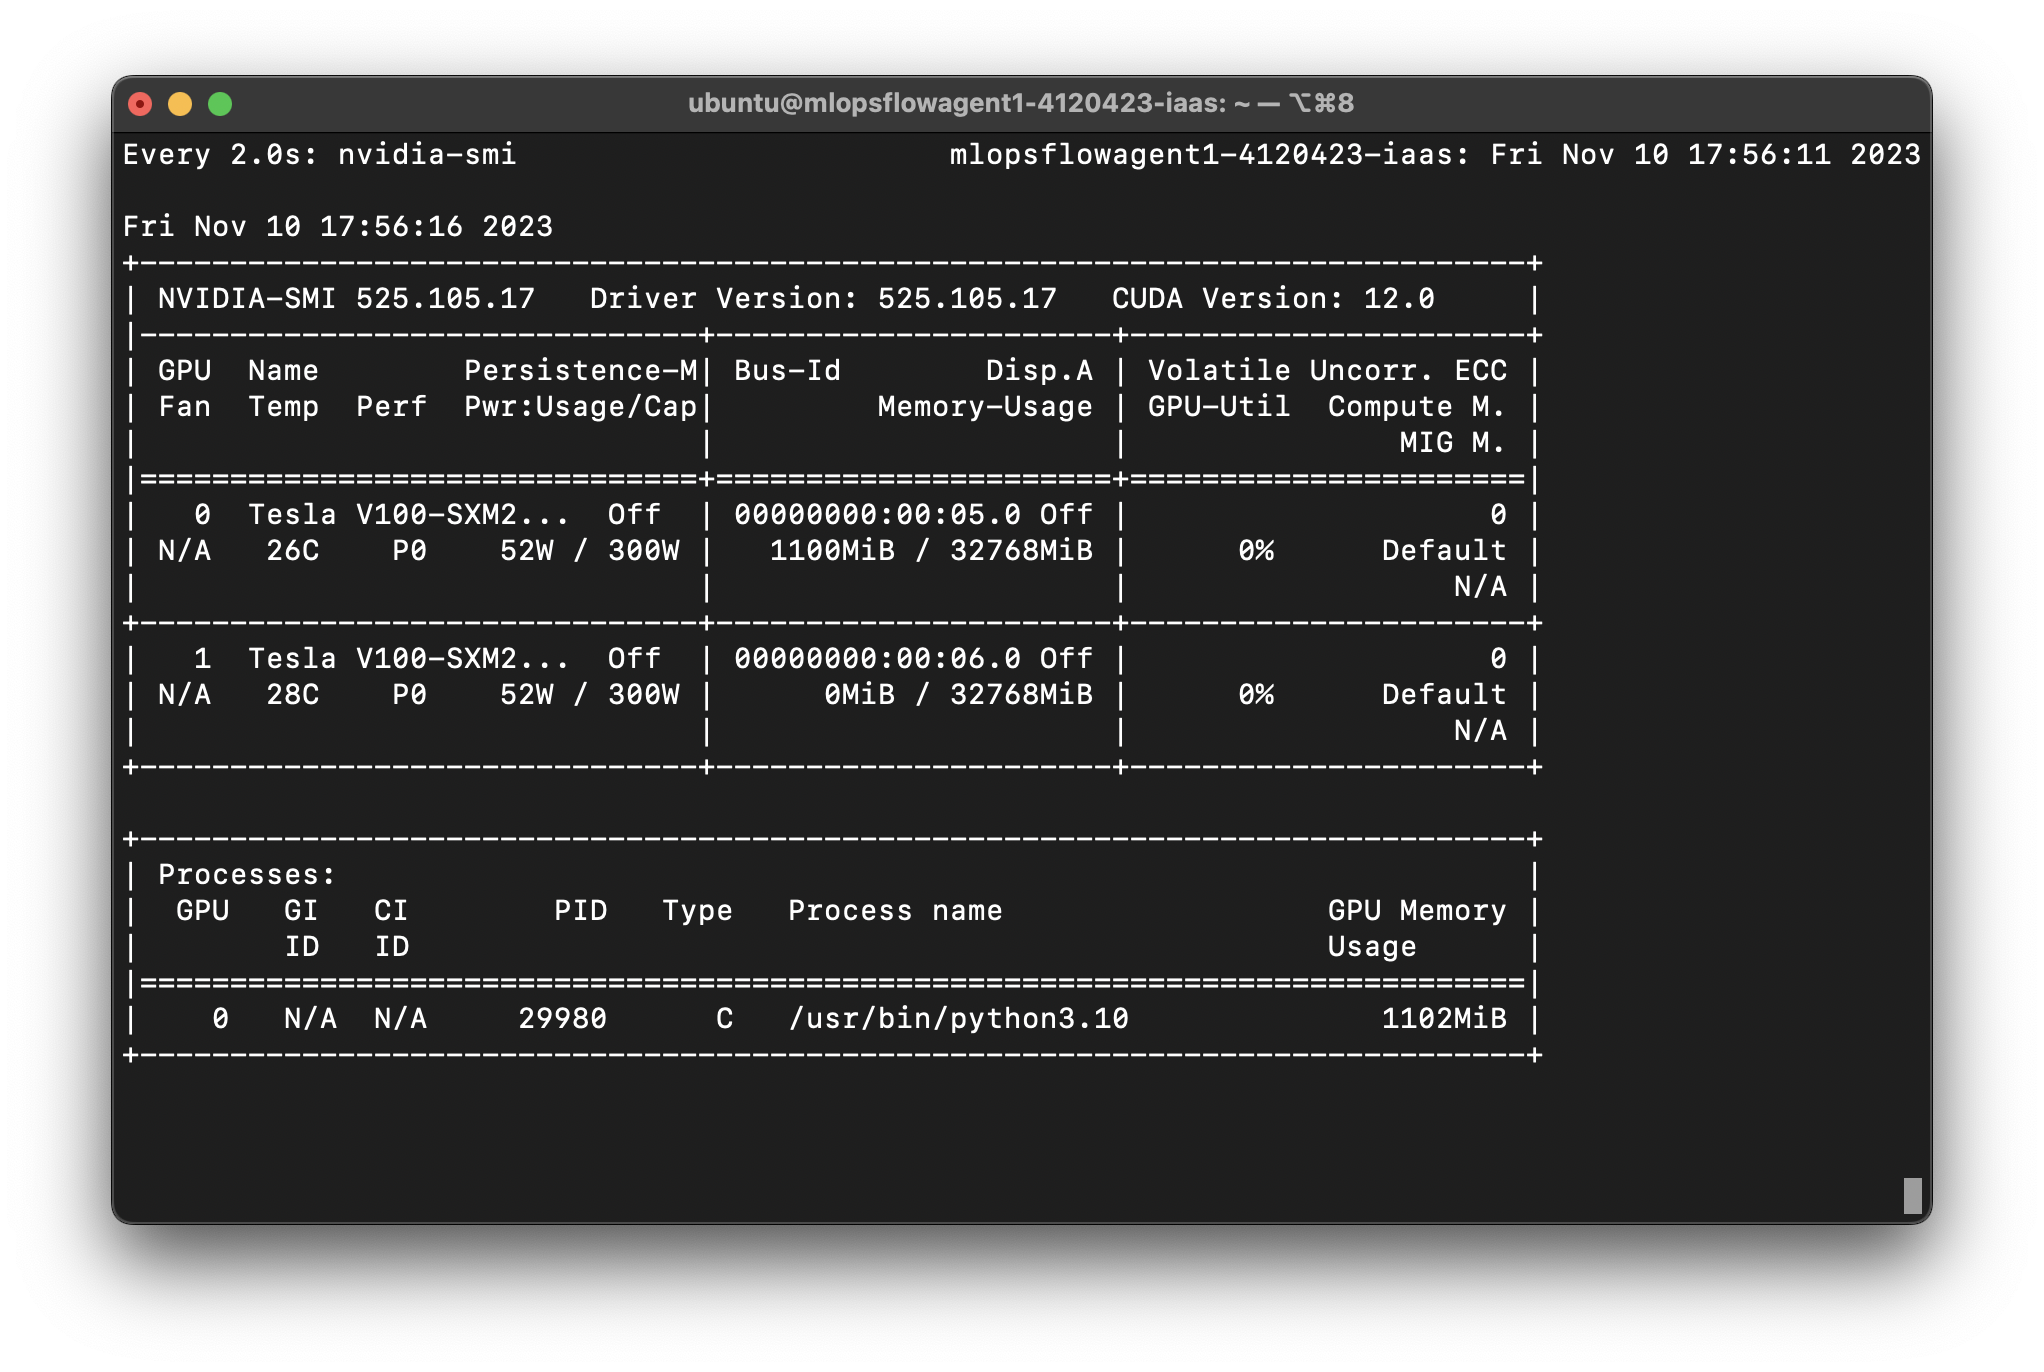 ubuntu@mlopsflowagent1-4120423-iaas: ~ — ⌥⌘8
Every 2.0s: nvidia-smi                        mlopsflowagent1-4120423-iaas: Fri Nov 10 17:56:11 2023
Fri Nov 10 17:56:16 2023
+-----------------------------------------------------------------------------+
| NVIDIA-SMI 525.105.17   Driver Version: 525.105.17   CUDA Version: 12.0     |
|-------------------------------+----------------------+----------------------+
| GPU  Name        Persistence-M| Bus-Id        Disp.A | Volatile Uncorr. ECC |
| Fan  Temp  Perf  Pwr:Usage/Cap|         Memory-Usage | GPU-Util  Compute M. |
|                               |                      |               MIG M. |
|===============================+======================+======================|
|   0  Tesla V100-SXM2...  Off  | 00000000:00:05.0 Off |                    0 |
| N/A   26C    P0    52W / 300W |   1100MiB / 32768MiB |      0%      Default |
|                               |                      |                  N/A |
+-------------------------------+----------------------+----------------------+
|   1  Tesla V100-SXM2...  Off  | 00000000:00:06.0 Off |                    0 |
| N/A   28C    P0    52W / 300W |      0MiB / 32768MiB |      0%      Default |
|                               |                      |                  N/A |
+-------------------------------+----------------------+----------------------+
+-----------------------------------------------------------------------------+
| Processes:                                                                  |
|  GPU   GI   CI        PID   Type   Process name                  GPU Memory |
|        ID   ID                                                   Usage      |
|=============================================================================|
|    0   N/A  N/A     29980      C   /usr/bin/python3.10              1102MiB |
+-----------------------------------------------------------------------------+